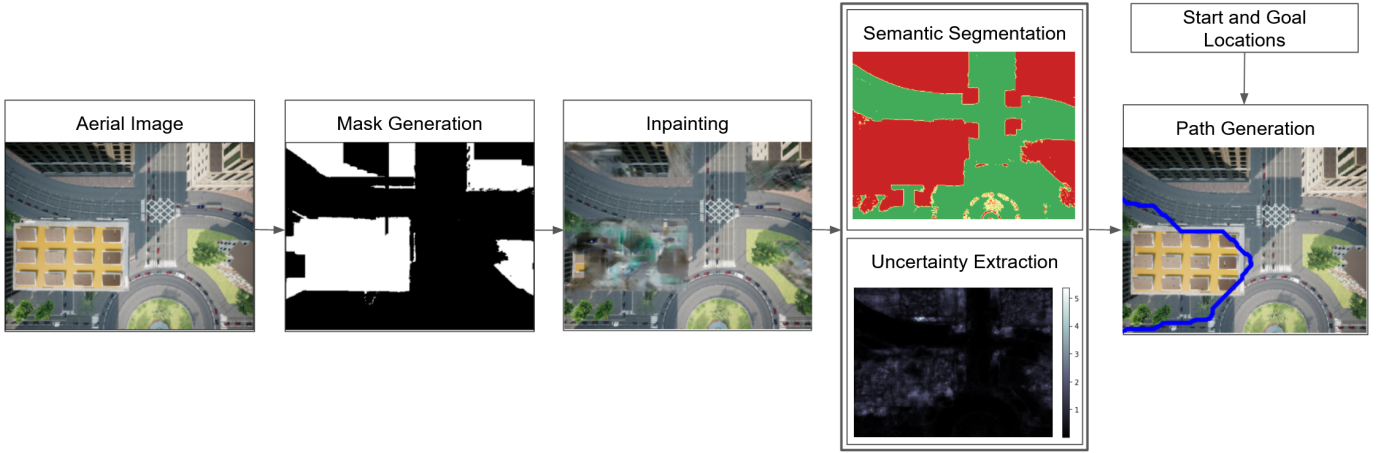 Aerial Image
Mask Generation
Inpainting
Semantic Segmentation
Uncertainty Extraction
5
4
3
2
1
Start and Goal
Locations
Path Generation